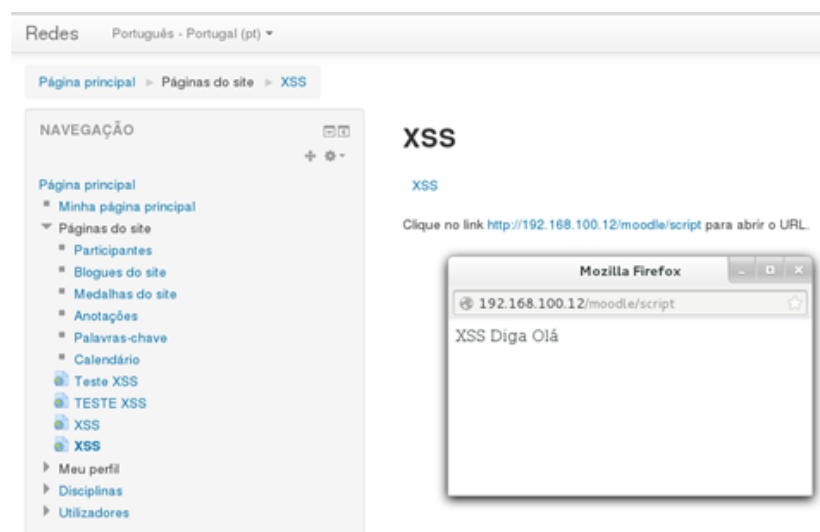 Redes Português - Portugal (pt)
Página principal Páginas do site XSS
NAVEGAÇÃO
Página principal
Minha página principal
Páginas do site
Participantes
Blogues do site
Medalhas do site
Anotações
Palavras-chave
Calendário
Teste XSS
TESTE XSS
XSS
XSS
Meu perfil
Disciplinas
Utilizadores
XSS
XSS
Clique no link http://192.168.100.12/moodle/script para abrir o URL.
Mozilla Firefox
192.168.100.12/moodle/script
XSS Diga Olá